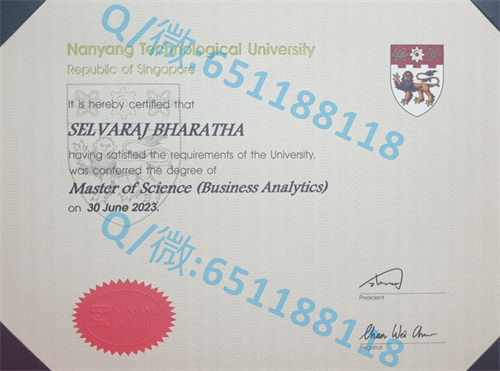 Nanyang Technological University
Republic of Singapore
It is hereby certified that
SELVARAJ BHARATHA
having satisfied the requirements of the University,
was conferred the degree of
Master of Science (Business Analytics)
on 30 June 2023.
President
Q/微:651188118
Q/微:651188118